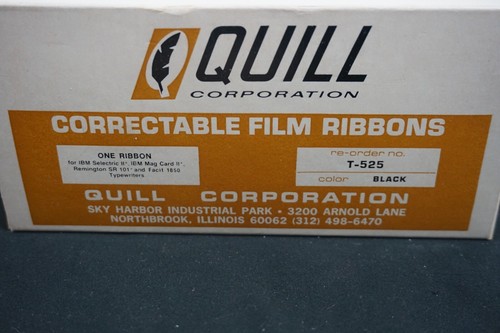 QUILL
CORPORATION
CORRECTABLE FILM RIBBONS
ONE RIBBON
for IBM Selectric II®, IBM Mag Card II®,
Remington SR 101® and Facit 1850
Typewriters
re-order no.
T-525
color BLACK
QUILL CORPORATION
SKY HARBOR INDUSTRIAL PARK • 3200 ARNOLD LANE
NORTHBROOK, ILLINOIS 60062 (312) 498-6470